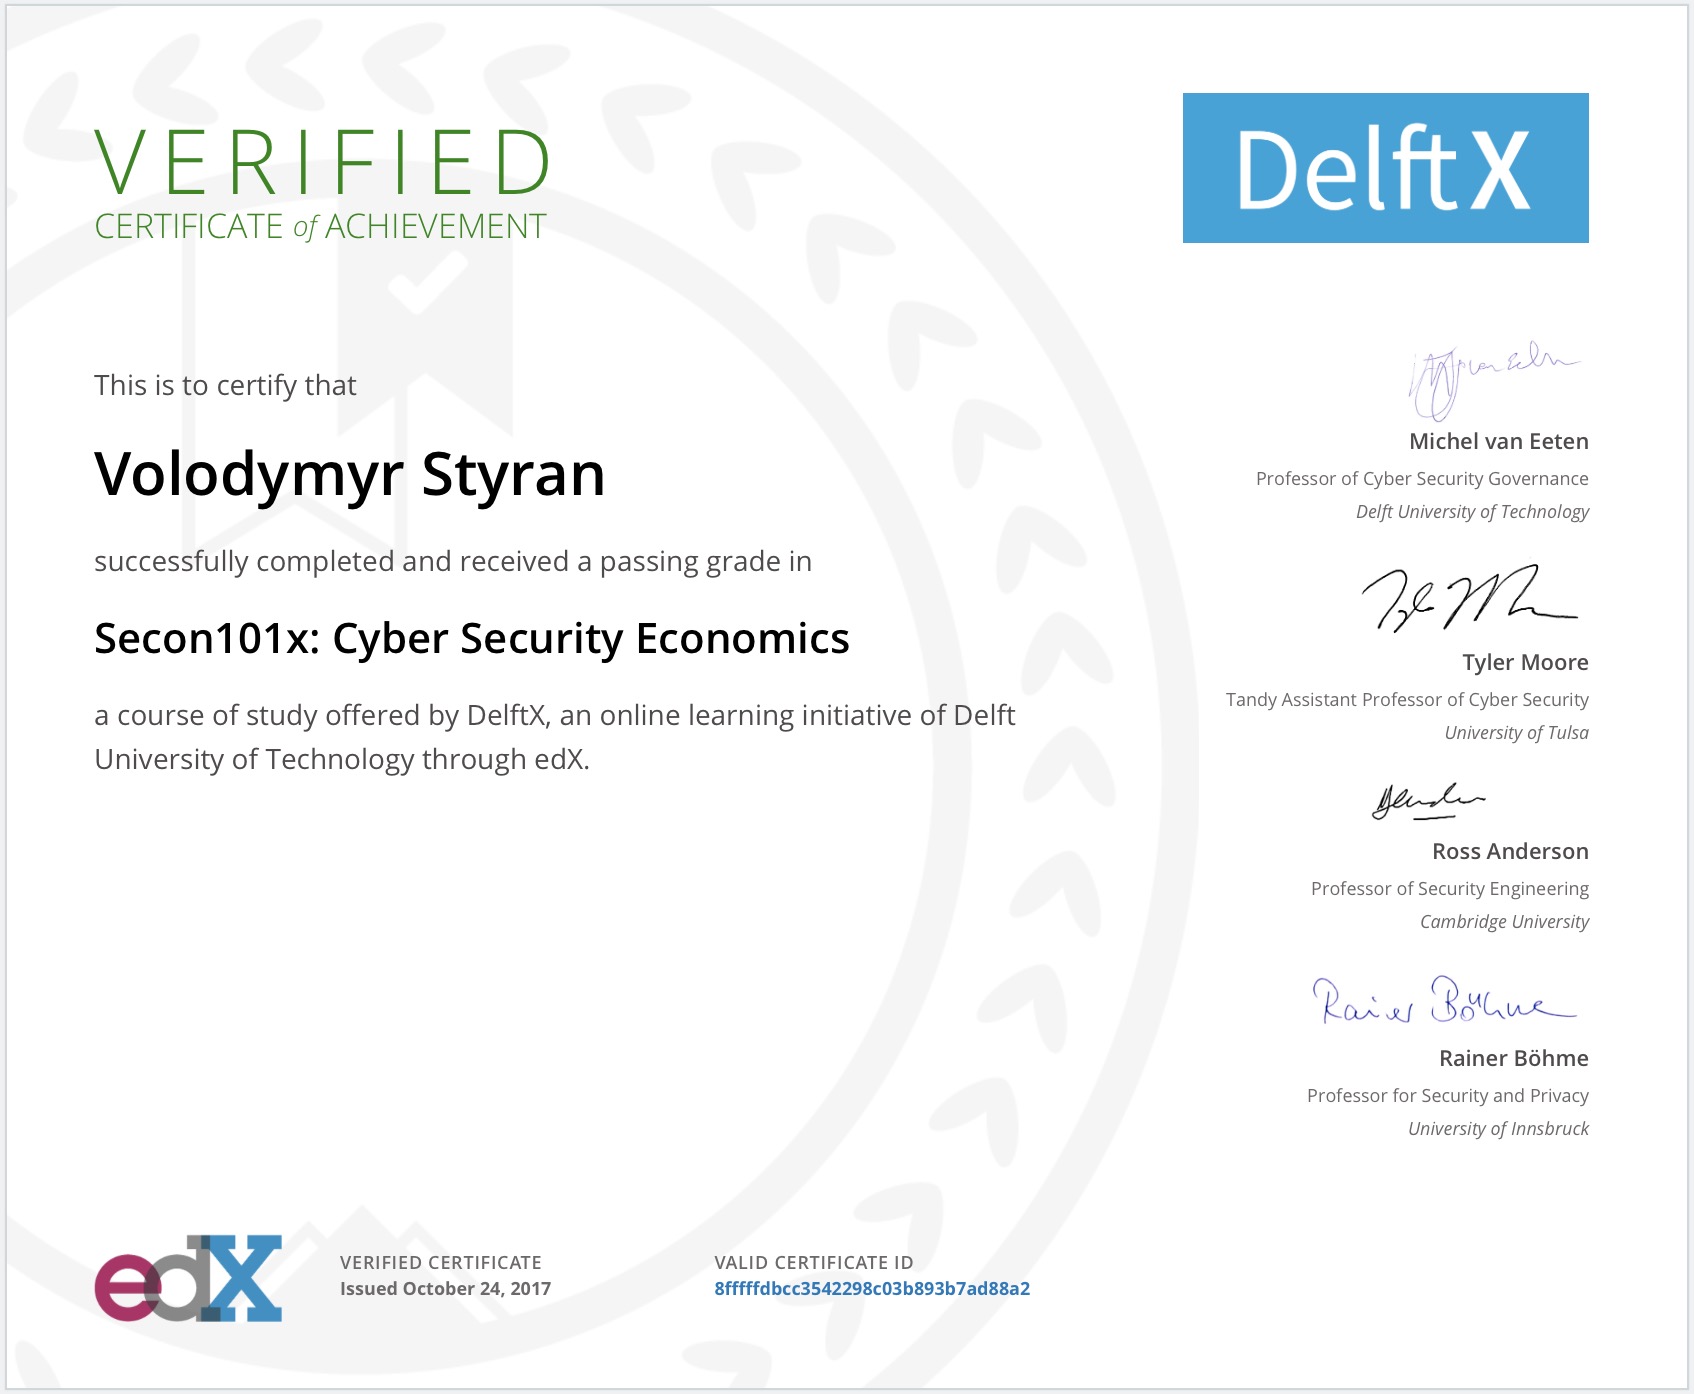 VERIFIED
CERTIFICATE of ACHIEVEMENT
DelftX
This is to certify that
Volodymyr Styran
successfully completed and received a passing grade in
Secon101x: Cyber Security Economics
a course of study offered by DelftX, an online learning initiative of Delft
University of Technology through edX.
Michel van Eeten
Professor of Cyber Security Governance
Delft University of Technology
Tyler Moore
Tandy Assistant Professor of Cyber Security
University of Tulsa
Ross Anderson
Professor of Security Engineering
Cambridge University
Rainer Böhme
Rainer Böhme
Professor for Security and Privacy
University of Innsbruck
edX
VERIFIED CERTIFICATE
Issued October 24, 2017
VALID CERTIFICATE ID
8fffffdbcc3542298c03b893b7ad88a2